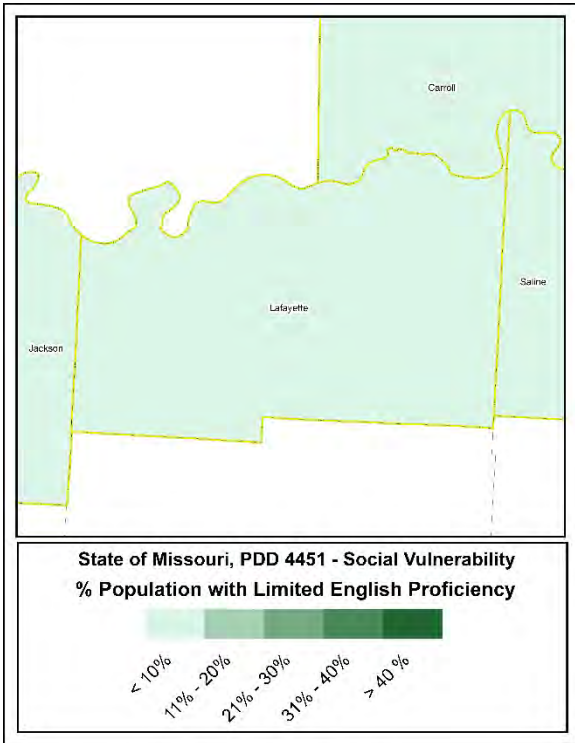 Carroll
Saline
Lafayette
Jackson
State of Missouri, PDD 4451 - Social Vulnerability
% Population with Limited English Proficiency
< 10%
11% - 20%
21% - 30%
31% - 40%
> 40 %